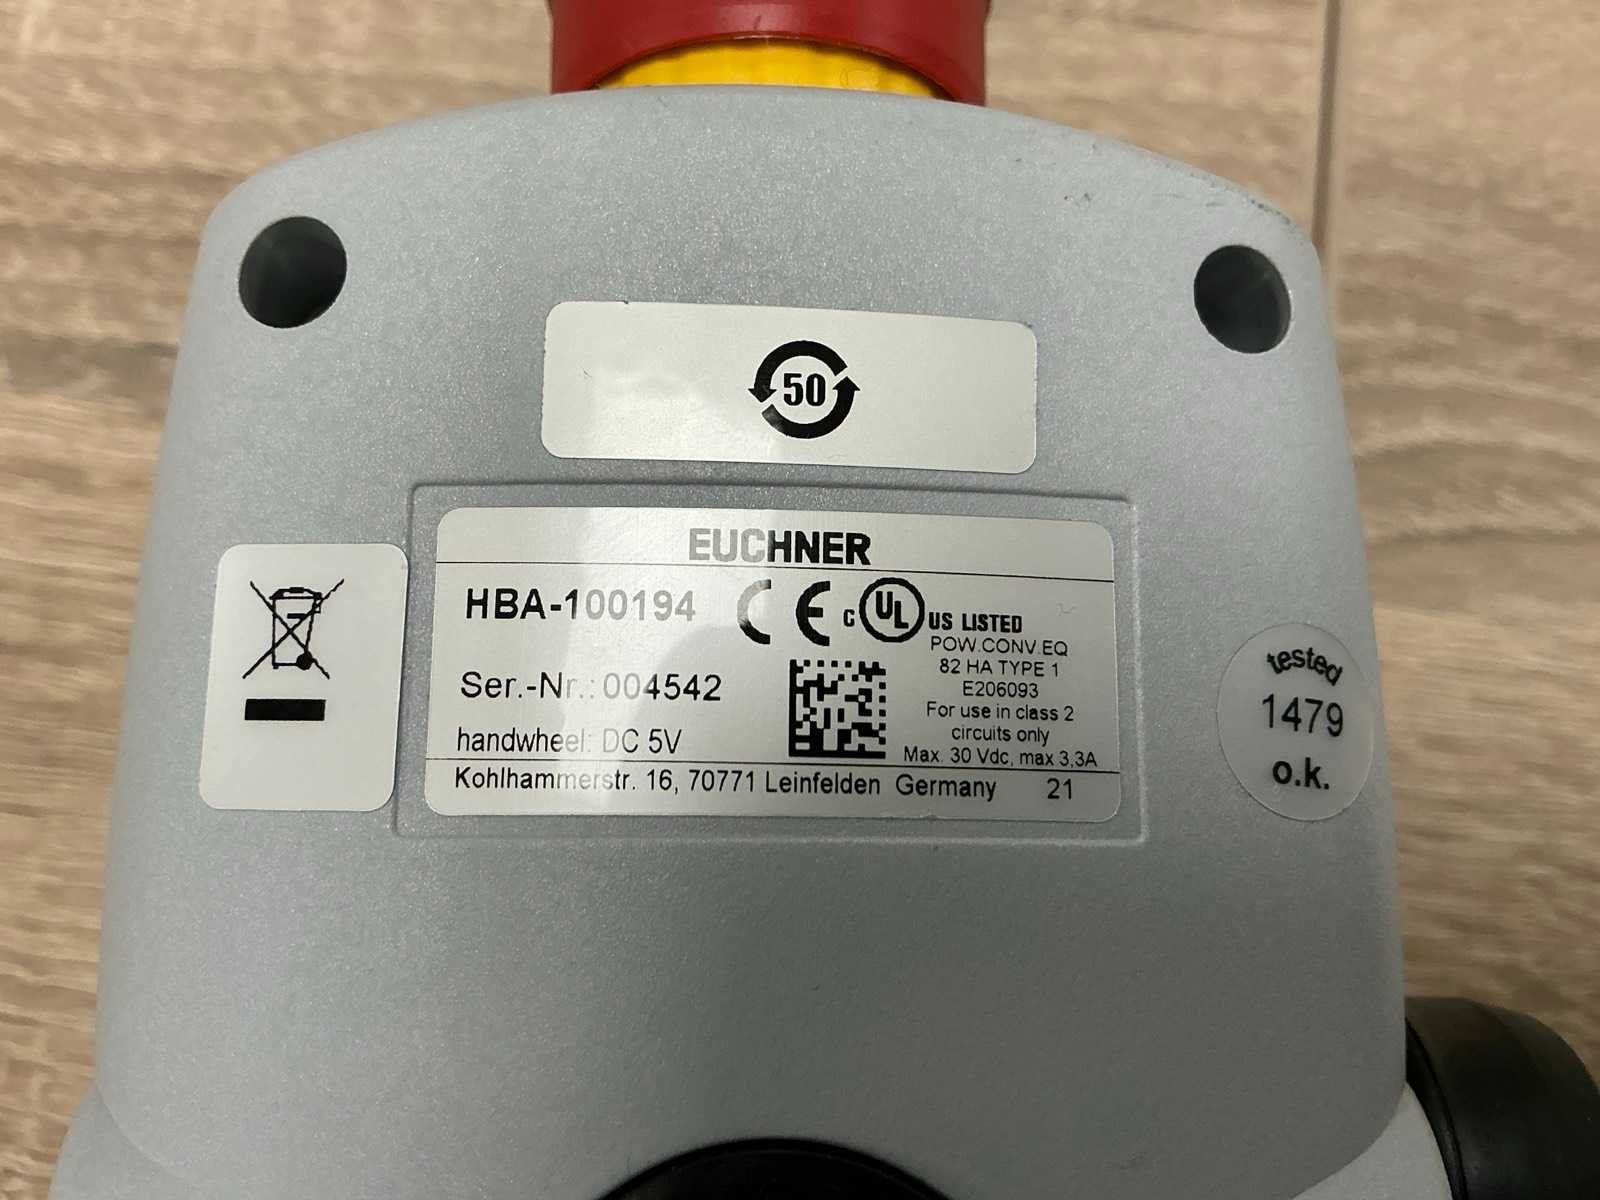 50
EUCHNER
HBA-100194
CE c UL US LISTED
POW.CONV.EQ
82 HA TYPE 1
E206093
For use in class 2
circuits only
Max. 30 Vdc, max 3,3A
Ser.-Nr.: 004542
handwheel: DC 5V
Kohlhammerstr. 16, 70771 Leinfelden Germany 21
tested
1479
o.k.